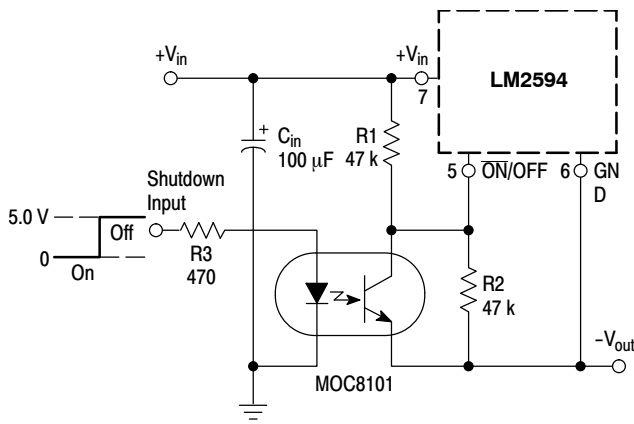 +Vin
+Vin
LM2594
7
+
Cin
100 µF
R1
47 k
5
ON/OFF
6
GN
D
Shutdown
Input
5.0 V
Off
0
On
R3
470
R2
47 k
-Vout
MOC8101